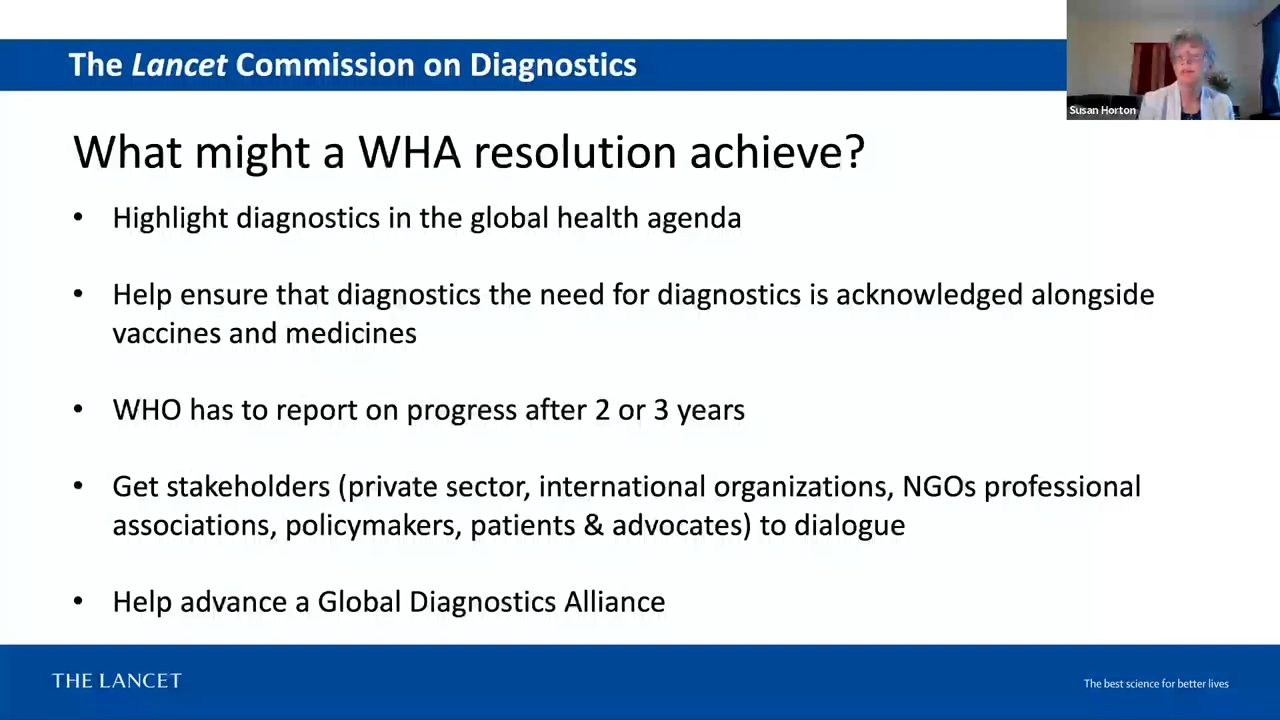 The Lancet Commission on Diagnostics
Susan Horton
What might a WHA resolution achieve?
• Highlight diagnostics in the global health agenda
• Help ensure that diagnostics the need for diagnostics is acknowledged alongside
vaccines and medicines
• WHO has to report on progress after 2 or 3 years
• Get stakeholders (private sector, international organizations, NGOs professional
associations, policymakers, patients & advocates) to dialogue
• Help advance a Global Diagnostics Alliance
THE LANCET
The best science for better lives